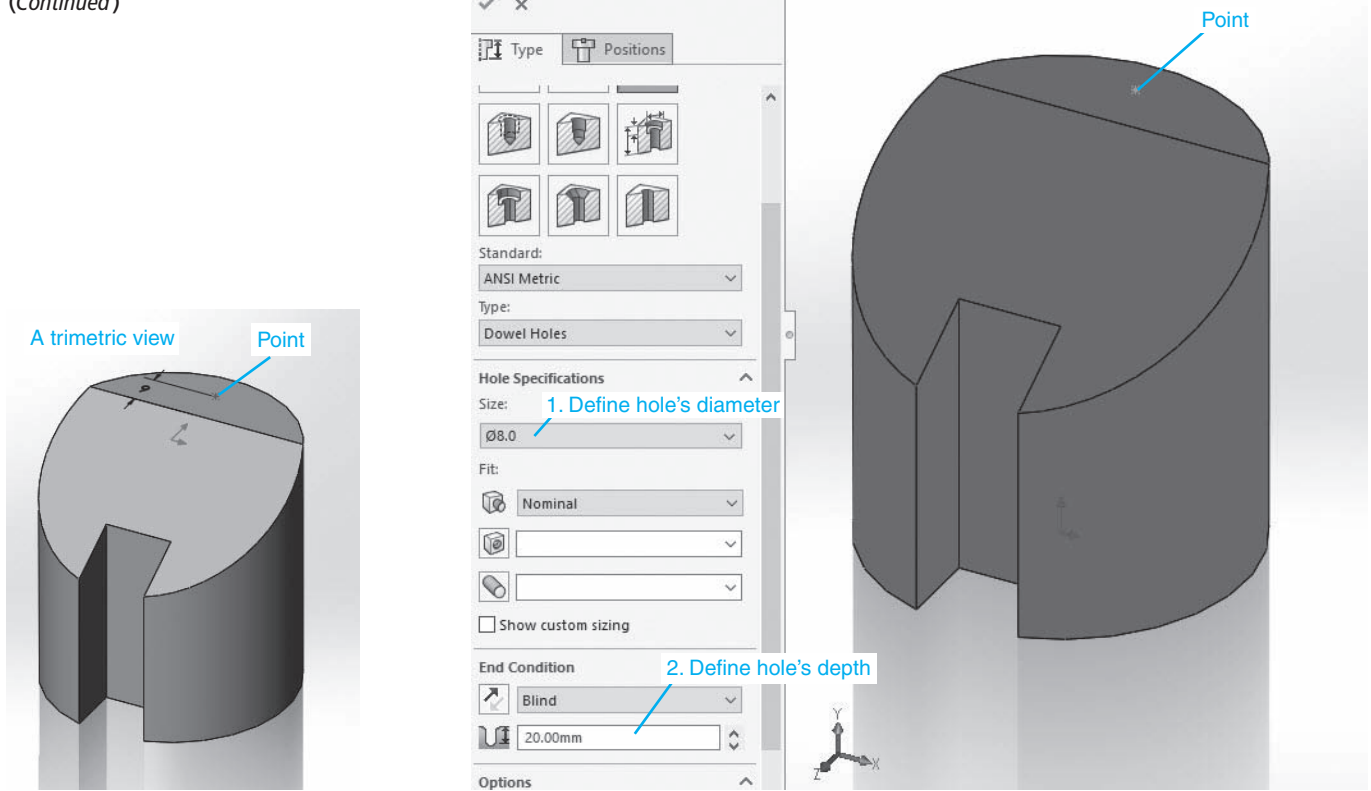 (Continued)
A trimetric view
Point
9
Type
Positions
Standard:
ANSI Metric
Type:
Dowel Holes
Hole Specifications
Size:
1. Define hole's diameter
Ø8.0
Fit:
Nominal
Show custom sizing
End Condition
2. Define hole's depth
Blind
20.00mm
Options
Point
Y
X
Z